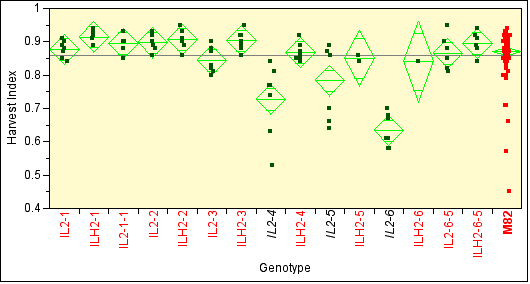 1
0.9
0.8
0.7
0.6
0.5
0.4
Harvest Index
IL2-1
ILH2-1
IL2-1-1
IL2-2
ILH2-2
IL2-3
ILH2-3
IL2-4
ILH2-4
IL2-5
ILH2-5
IL2-6
ILH2-6
IL2-6-5
ILH2-6-5
M82
Genotype